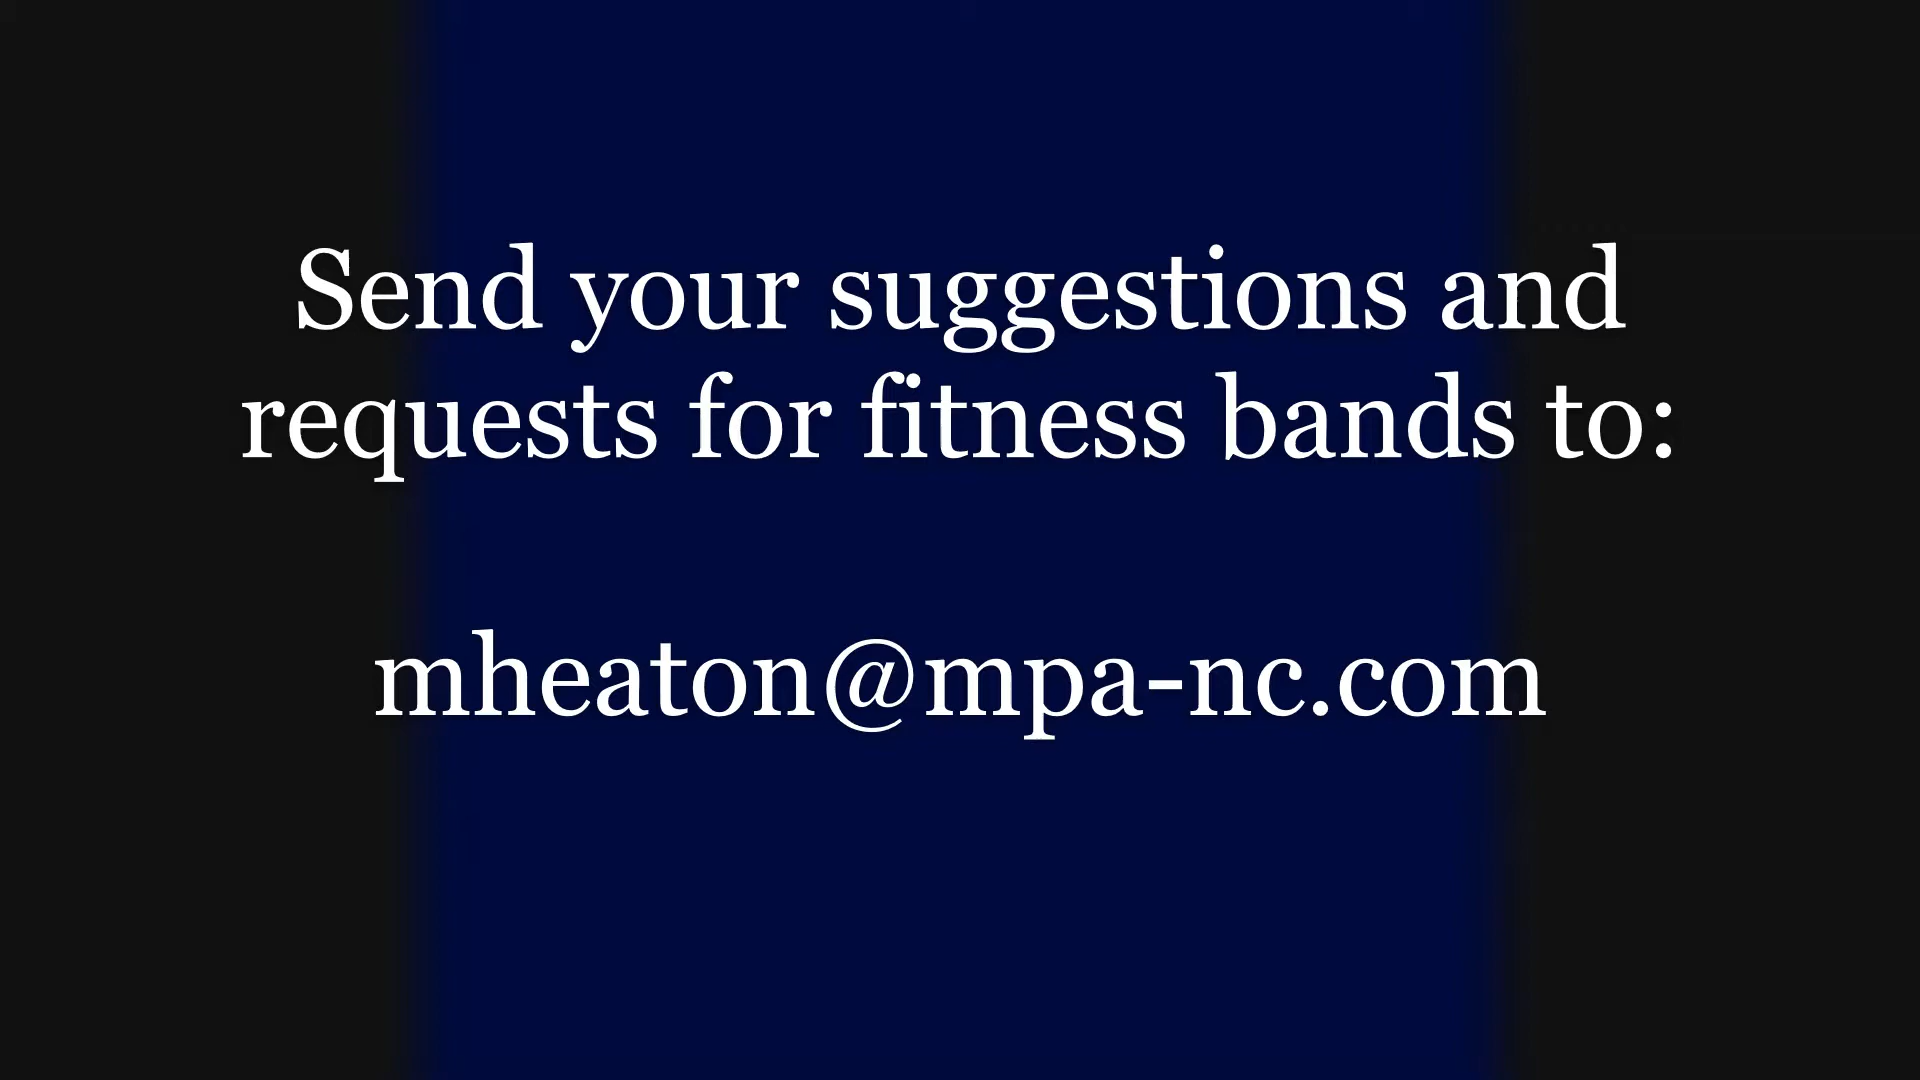 Send your suggestions and
requests for fitness bands to:
mheaton@mpa-nc.com